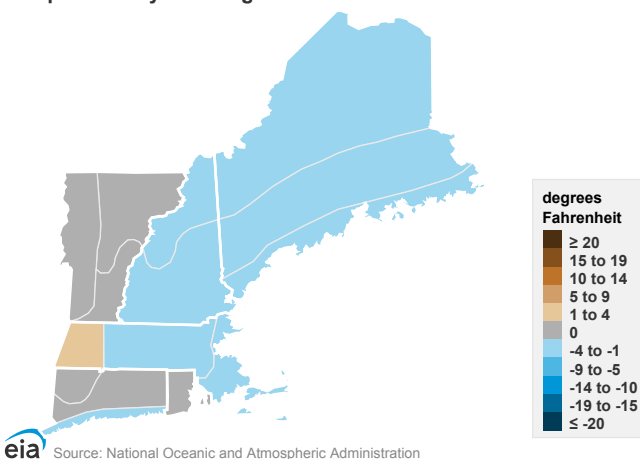 degrees
Fahrenheit
≥ 20
15 to 19
10 to 14
5 to 9
1 to 4
0
-4 to -1
-9 to -5
-14 to -10
-19 to -15
≤ -20
eia Source: National Oceanic and Atmospheric Administration